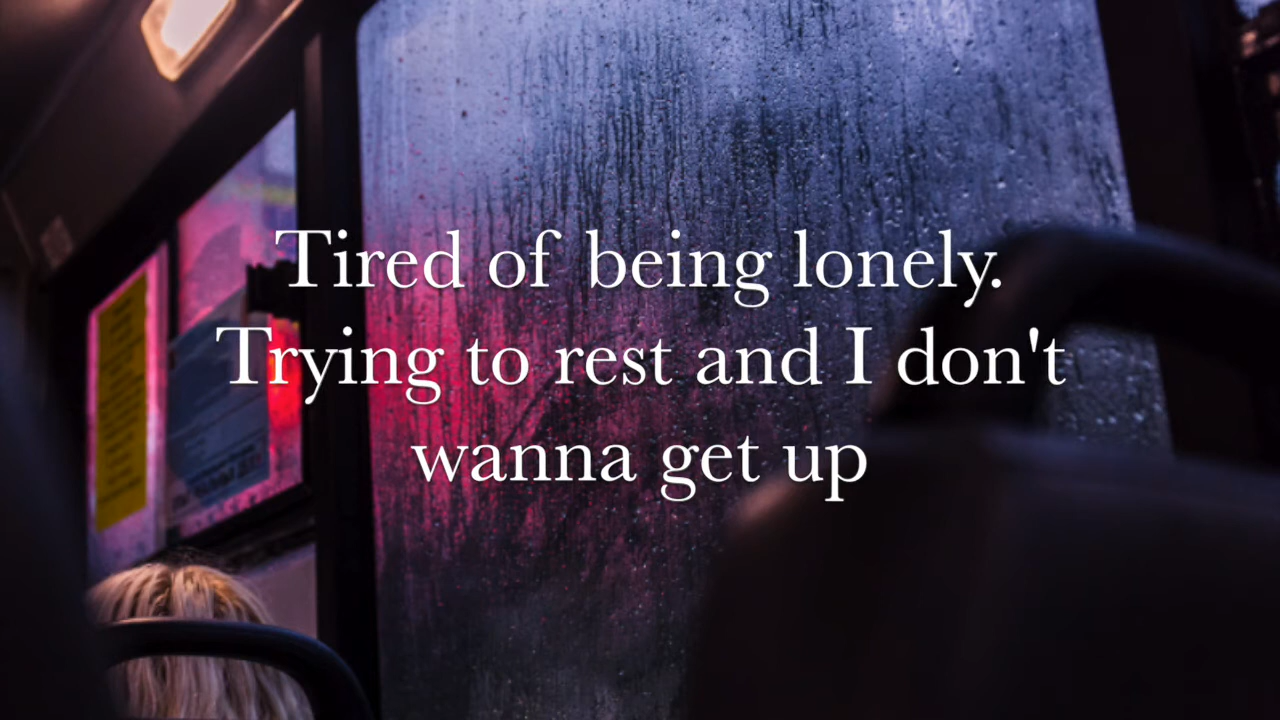 Tired of being lonely.
Trying to rest and I don't
wanna get up